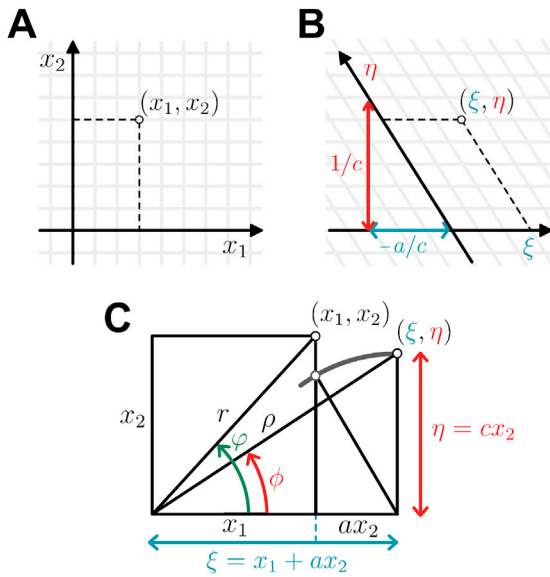 A
x₂
(x₁, x₂)
x₁
B
η
(ξ, η)
1/c
−a/c
ξ
C
(x₁, x₂)
(ξ, η)
x₂
r
ρ
φ
ϕ
η = cx₂
x₁
ax₂
ξ = x₁ + ax₂